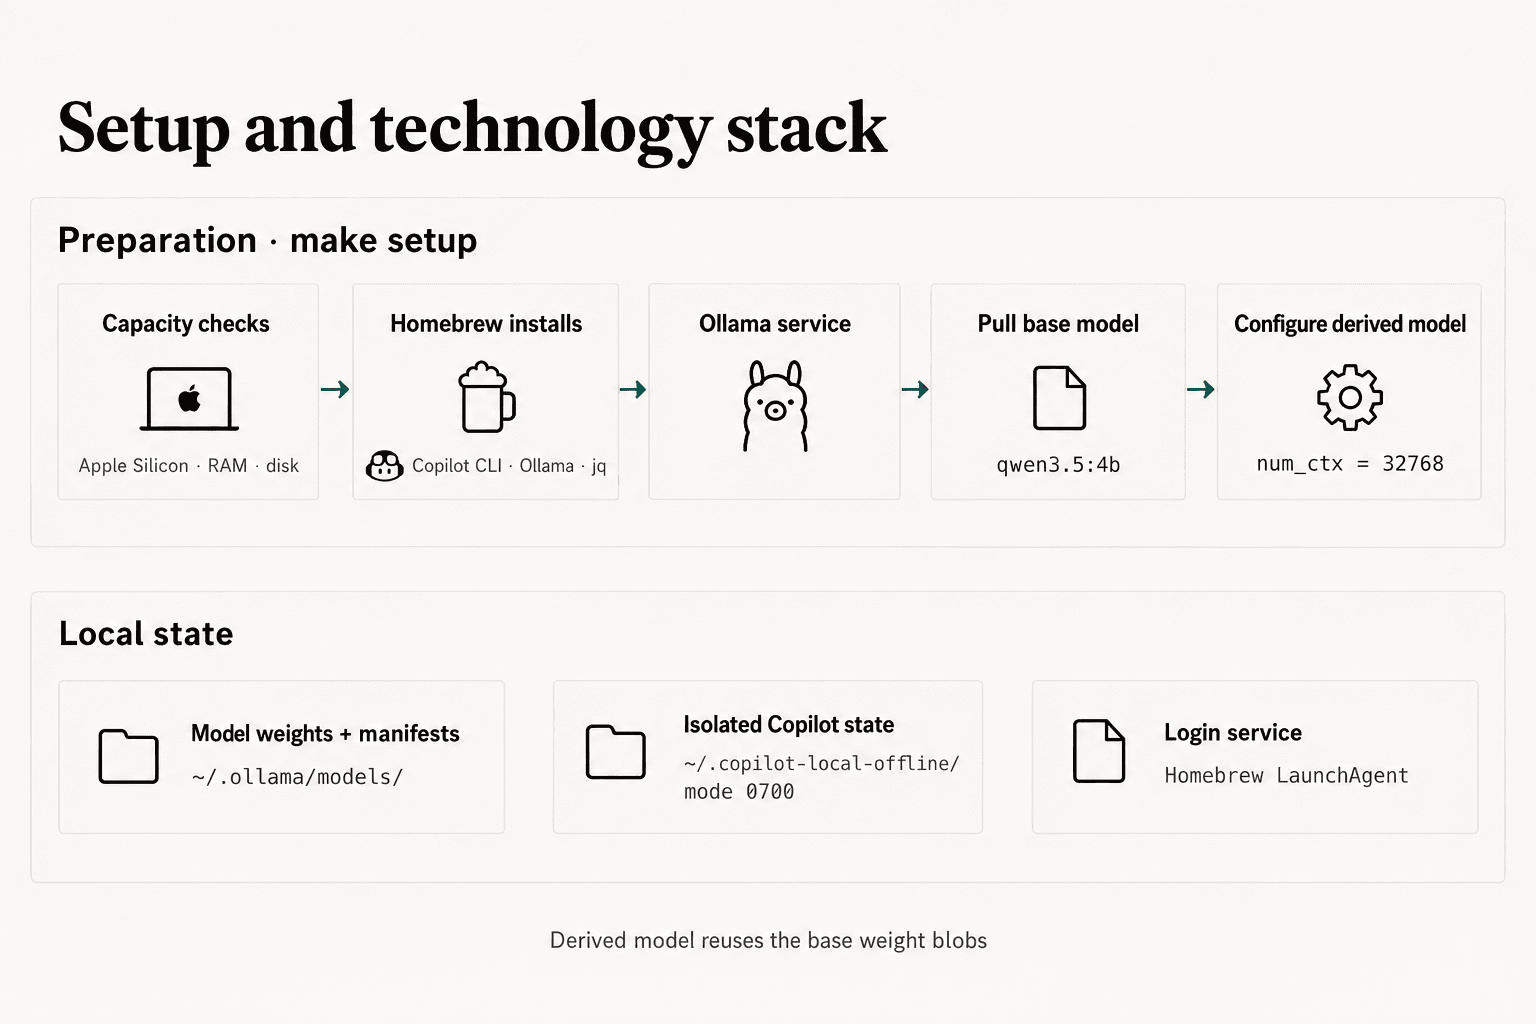 Setup and technology stack
Preparation · make setup
Capacity checks
Apple Silicon · RAM · disk
Homebrew installs
Copilot CLI · Ollama · jq
Ollama service
Pull base model
qwen3.5:4b
Configure derived model
num_ctx = 32768
Local state
Model weights + manifests
~/.ollama/models/
Isolated Copilot state
~/.copilot-local-offline/
mode 0700
Login service
Homebrew LaunchAgent
Derived model reuses the base weight blobs